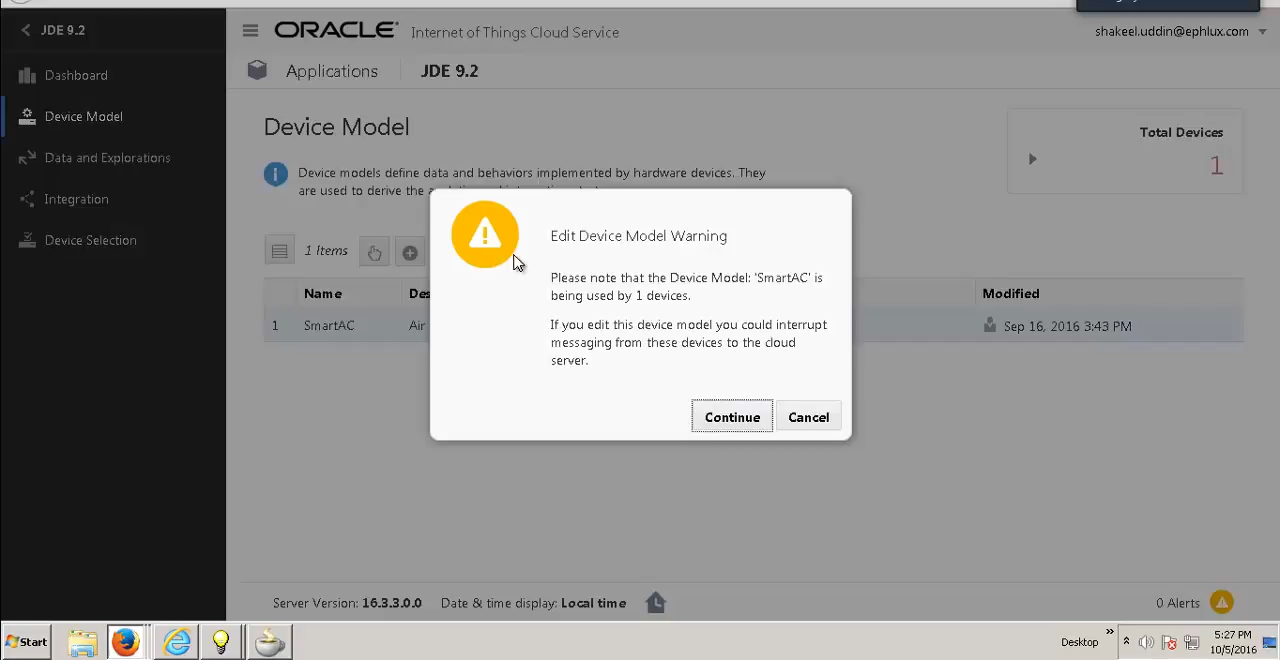 JDE 9.2
ORACLE Internet of Things Cloud Service
shakeel.uddin@ephlux.com
Dashboard
Applications
JDE 9.2
Device Model
Device Model
Total Devices
1
Data and Explorations
Device models define data and behaviors implemented by hardware devices. They
are used to derive the
Integration
Edit Device Model Warning
Device Selection
1 Items
Please note that the Device Model: 'SmartAC' is
being used by 1 devices.
Name
Modified
1
SmartAC
Air
Sep 16, 2016 3:43 PM
If you edit this device model you could interrupt
messaging from these devices to the cloud
server.
Continue
Cancel
Server Version: 16.3.3.0.0
Date & time display: Local time
0 Alerts
Start
Desktop
5:27 PM
10/5/2016